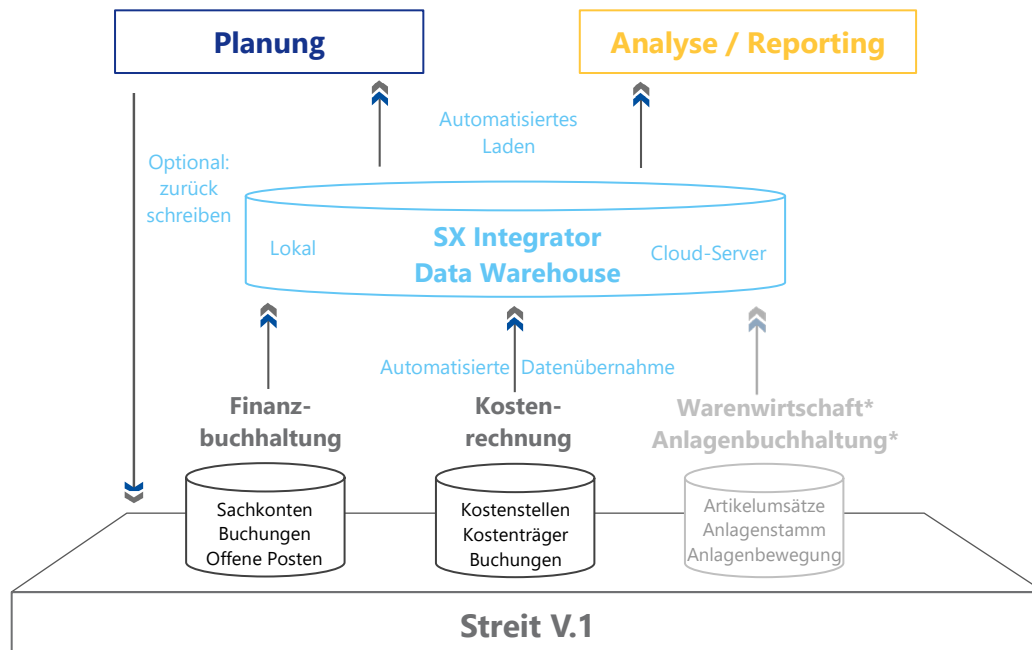 Planung
Analyse / Reporting
Automatisiertes
Laden
Optional:
zurück
schreiben
Lokal
SX Integrator
Data Warehouse
Cloud-Server
Automatisierte Datenübernahme
Finanz-
buchhaltung
Kosten-
rechnung
Warenwirtschaft*
Anlagenbuchhaltung*
Sachkonten
Buchungen
Offene Posten
Kostenstellen
Kostenträger
Buchungen
Artikelumsätze
Anlagenstamm
Anlagenbewegung
Streit V.1